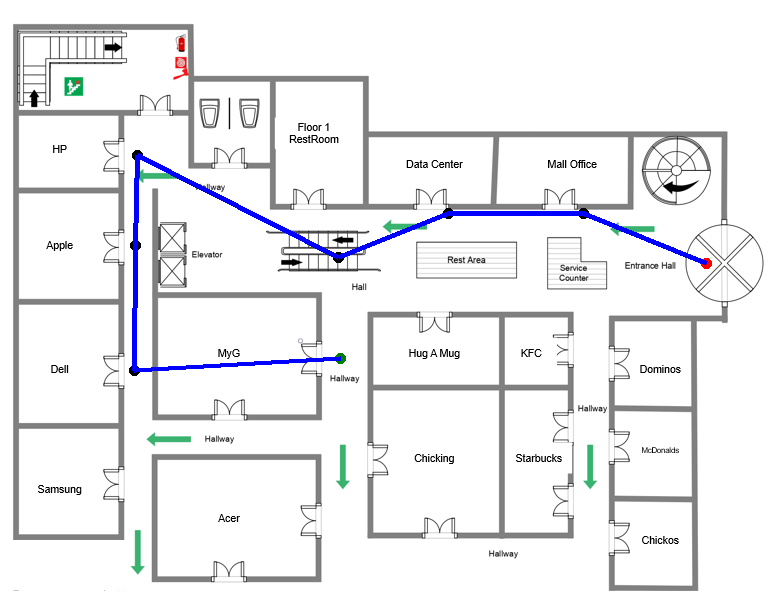 Floor 1
RestRoom
HP
Data Center
Mall Office
Hallway
Apple
Elevator
Rest Area
Service
Counter
Entrance Hall
Hall
MyG
Hug A Mug
KFC
Dell
Hallway
Dominos
Hallway
Hallway
Chicking
Starbucks
McDonalds
Samsung
Acer
Chickos
Hallway